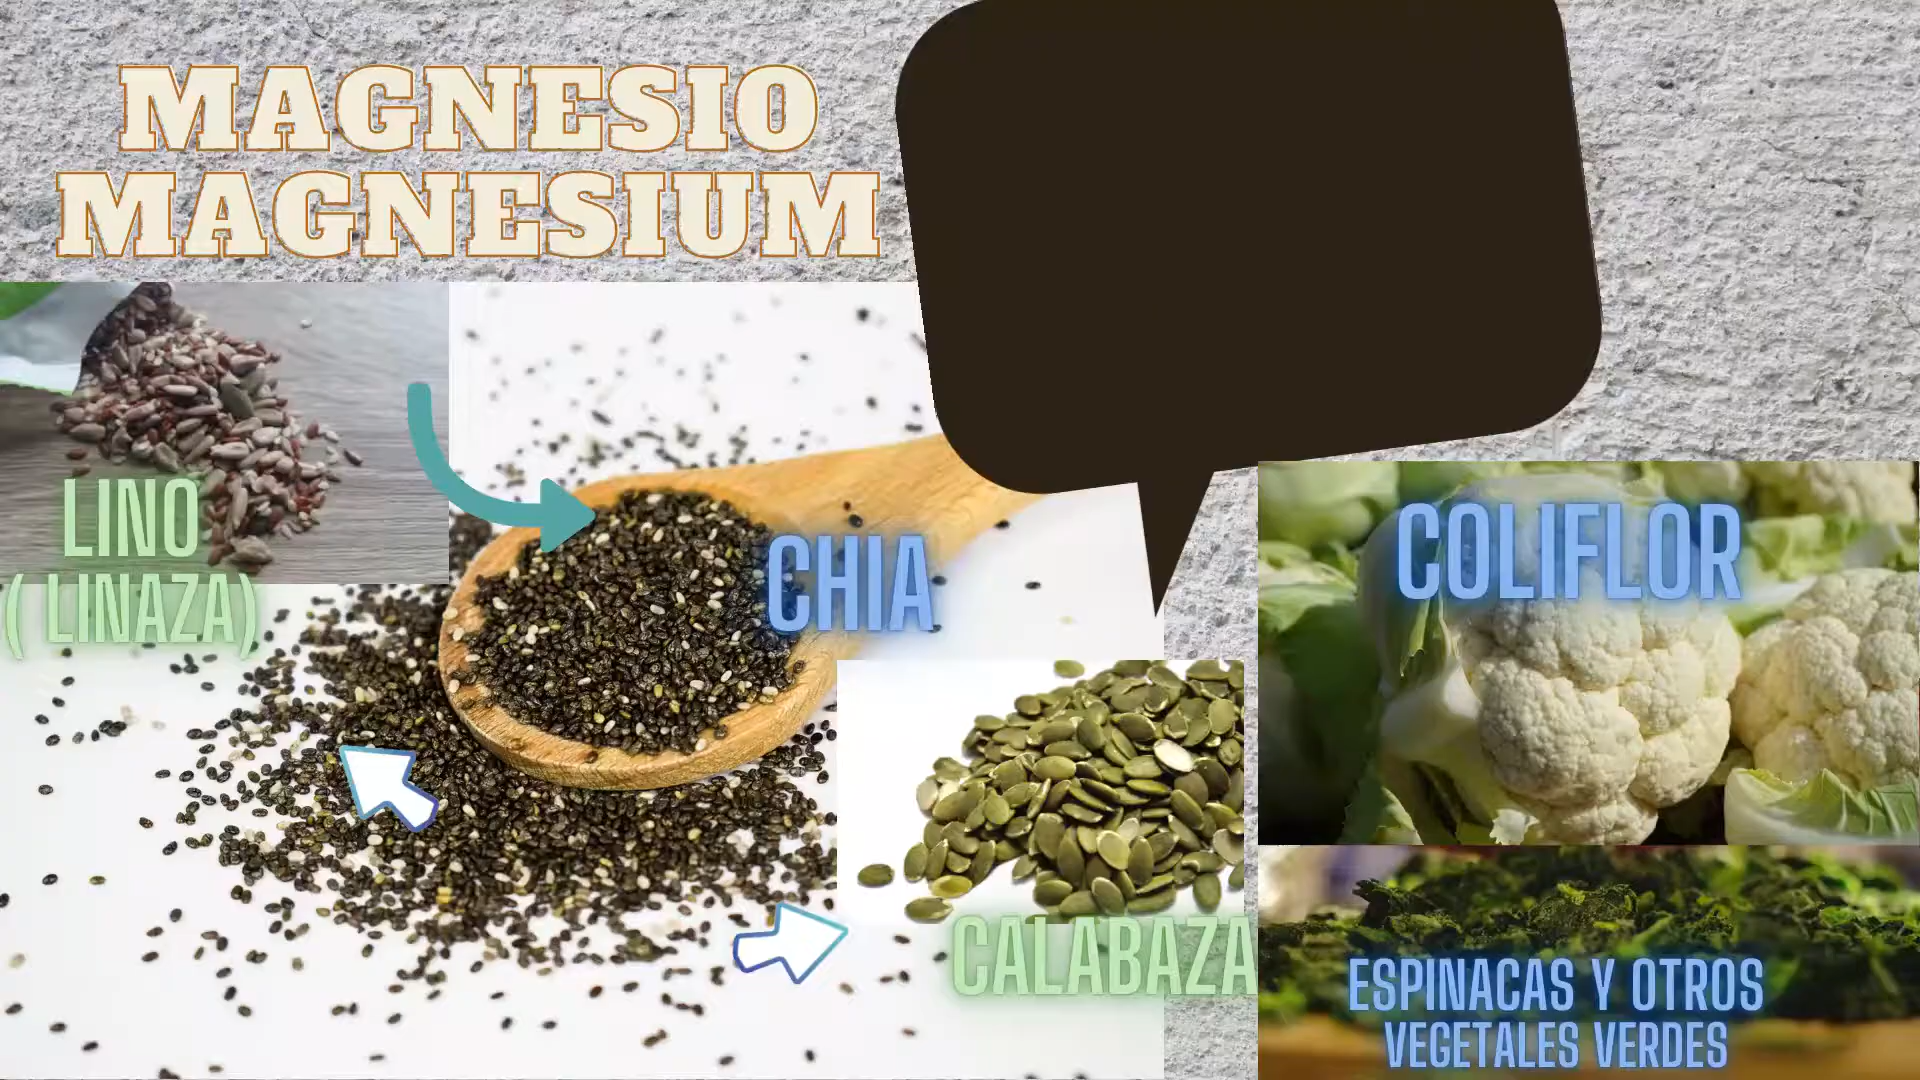 MAGNESIO
MAGNESIUM
LINO
( LINAZA)
CHIA
COLIFLOR
CALABAZA
ESPINACAS Y OTROS
VEGETALES VERDES